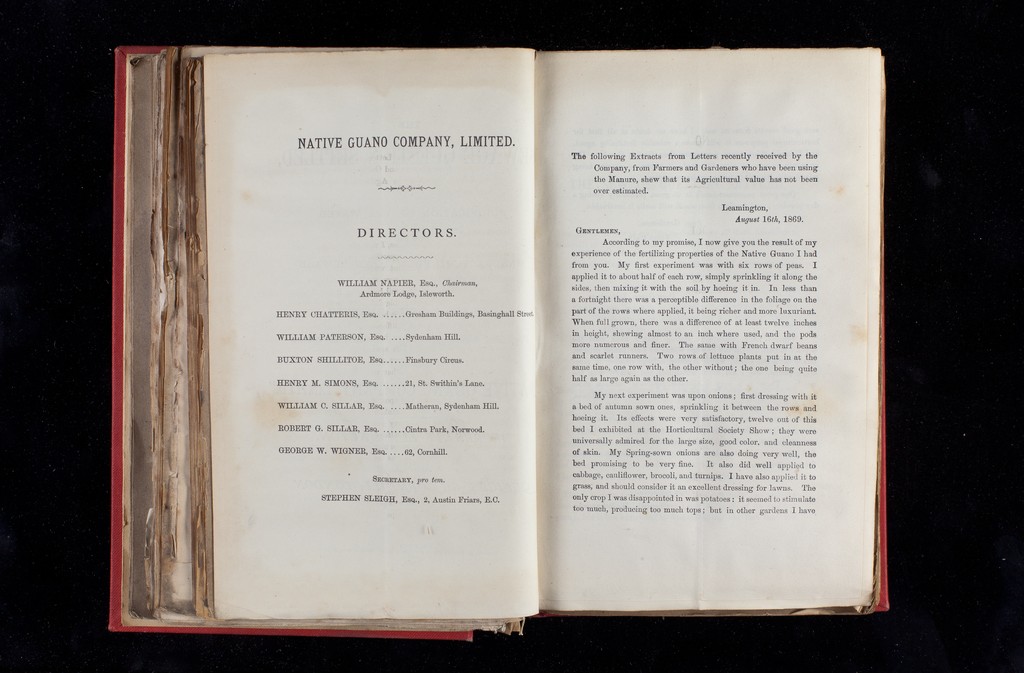 NATIVE GUANO COMPANY, LIMITED.
DIRECTORS.
WILLIAM NAPIER, Esq., Chairman,
Ardmore Lodge, Isleworth.
HENRY CHATTERIS, Esq. ......Gresham Buildings, Basinghall Street.
WILLIAM PATERSON, Esq. ....Sydenham Hill.
BUXTON SHILLITOE, Esq......Finsbury Circus.
HENRY M. SIMONS, Esq. ......21, St. Swithin's Lane.
WILLIAM C. SILLAR, Esq. ....Matheran, Sydenham Hill.
ROBERT G. SILLAR, Esq. ......Cintra Park, Norwood.
GEORGE W. WIGNER, Esq.....62, Cornhill.
Secretary, pro tem.
STEPHEN SLEIGH, Esq., 2, Austin Friars, E.C.
The following Extracts from Letters recently received by the
Company, from Farmers and Gardeners who have been using
the Manure, shew that its Agricultural value has not been
over estimated.
Leamington,
August 16th, 1869.
Gentlemen,
According to my promise, I now give you the result of my
experience of the fertilizing properties of the Native Guano I had
from you. My first experiment was with six rows of peas. I
applied it to about half of each row, simply sprinkling it along the
sides, then mixing it with the soil by hoeing it in. In less than
a fortnight there was a perceptible difference in the foliage on the
part of the rows where applied, it being richer and more luxuriant.
When full grown, there was a difference of at least twelve inches
in height, shewing almost to an inch where used, and the pods
more numerous and finer. The same with French dwarf beans
and scarlet runners. Two rows of lettuce plants put in at the
same time, one row with, the other without; the one being quite
half as large again as the other.
My next experiment was upon onions; first dressing with it
a bed of autumn sown ones, sprinkling it between the rows and
hoeing it. Its effects were very satisfactory, twelve out of this
bed I exhibited at the Horticultural Society Show; they were
universally admired for the large size, good color, and cleanness
of skin. My Spring-sown onions are also doing very well, the
bed promising to be very fine. It also did well applied to
cabbage, cauliflower, brocoli, and turnips. I have also applied it to
grass, and should consider it an excellent dressing for lawns. The
only crop I was disappointed in was potatoes: it seemed to stimulate
too much, producing too much tops; but in other gardens I have